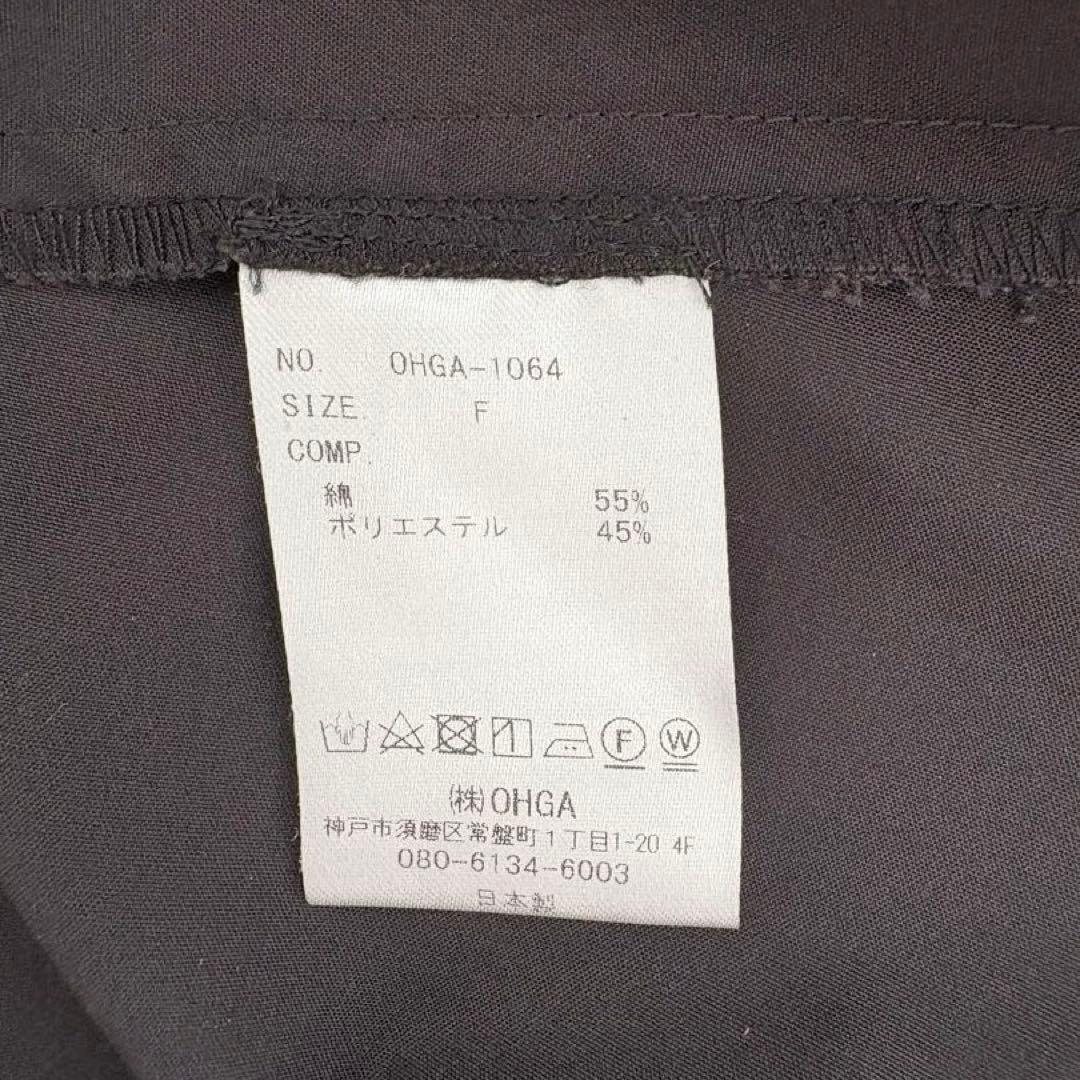 NO. OHGA-1064
SIZE. F
COMP.
綿 55%
ポリエステル 45%
F W
(株)OHGA
神戸市須磨区常盤町1丁目1-20 4F
080-6134-6003
日本製